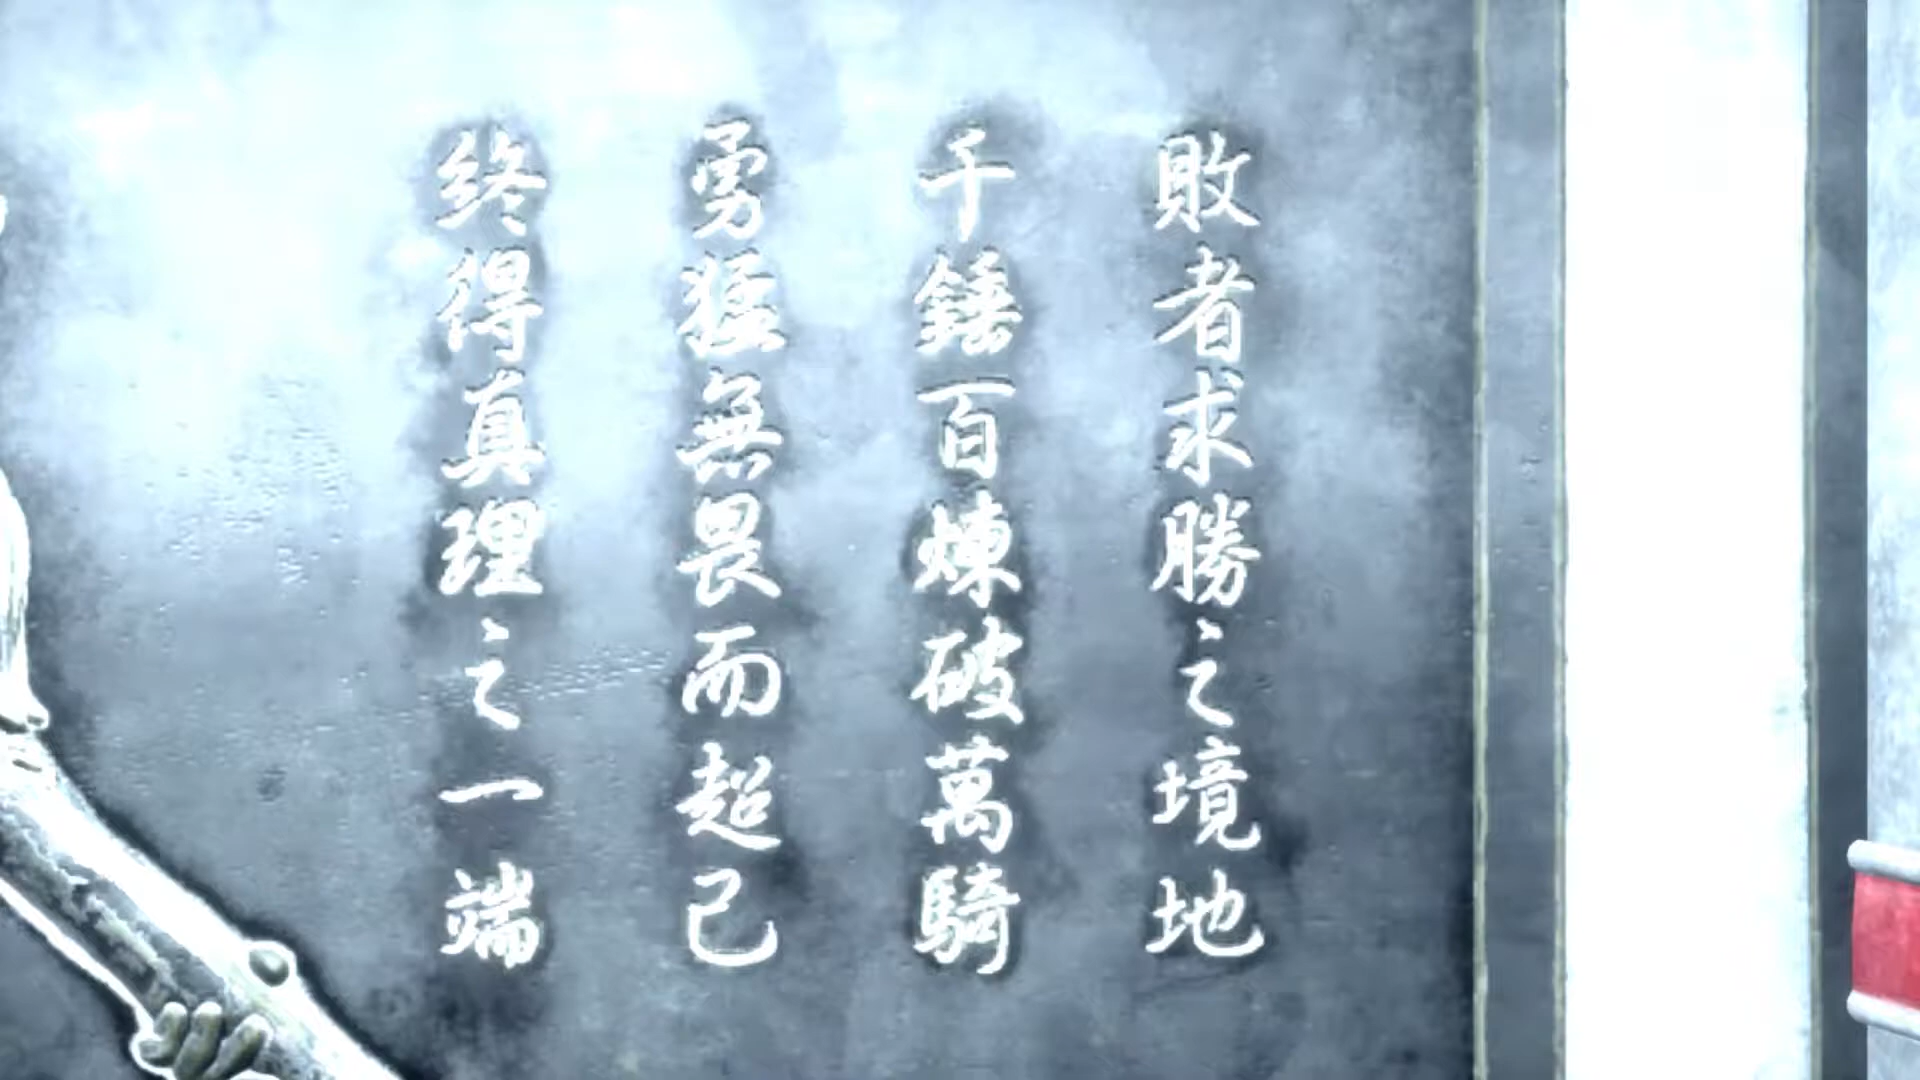 敗者求勝之境地
千錘百煉破萬騎
勇猛無畏而超己
終得真理之一端